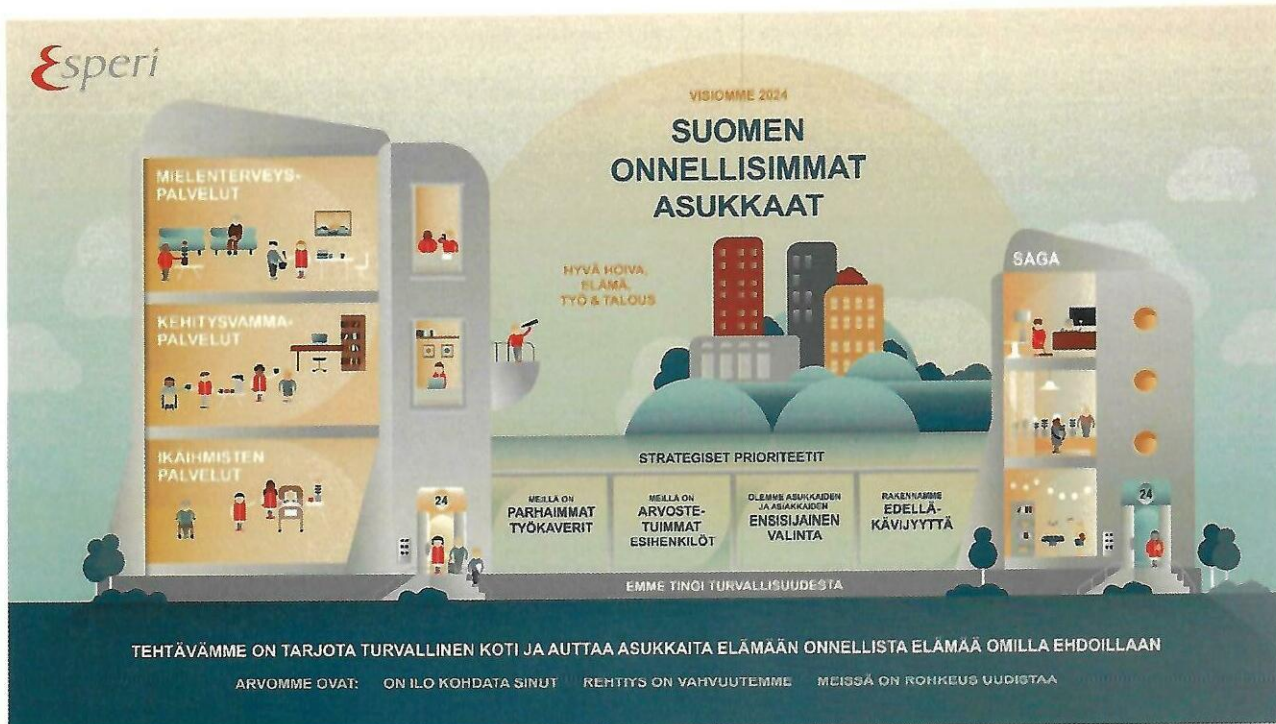 Esperi
VISIOMME 2024
SUOMEN
ONNELLISIMMAT
ASUKKAAT
HYVÄ HOIVA,
ELÄMÄ,
TYÖ & TALOUS
MIELENTERVEYS-
PALVELUT
KEHITYSVAMMA-
PALVELUT
IKÄIHMISTEN
PALVELUT
24
SAGA
24
STRATEGISET PRIORITEETIT
MEILLÄ ON
PARHAIMMAT
TYÖKAVERIT
MEILLÄ ON
ARVOSTE-
TUIMMAT
ESIHENKILÖT
OLEMME ASUKKAIDEN
JA ASIAKKAIDEN
ENSISIJAINEN
VALINTA
RAKENNAMME
EDELLÄ-
KÄVIJYYTTÄ
EMME TINGI TURVALLISUUDESTA
TEHTÄVÄMME ON TARJOTA TURVALLINEN KOTI JA AUTTAA ASUKKAITA ELÄMÄÄN ONNELLISTA ELÄMÄÄ OMILLA EHDOILLAAN
ARVOMME OVAT: ON ILO KOHDATA SINUT REHTIYS ON VAHVUUTEMME MEISSÄ ON ROHKEUS UUDISTAA